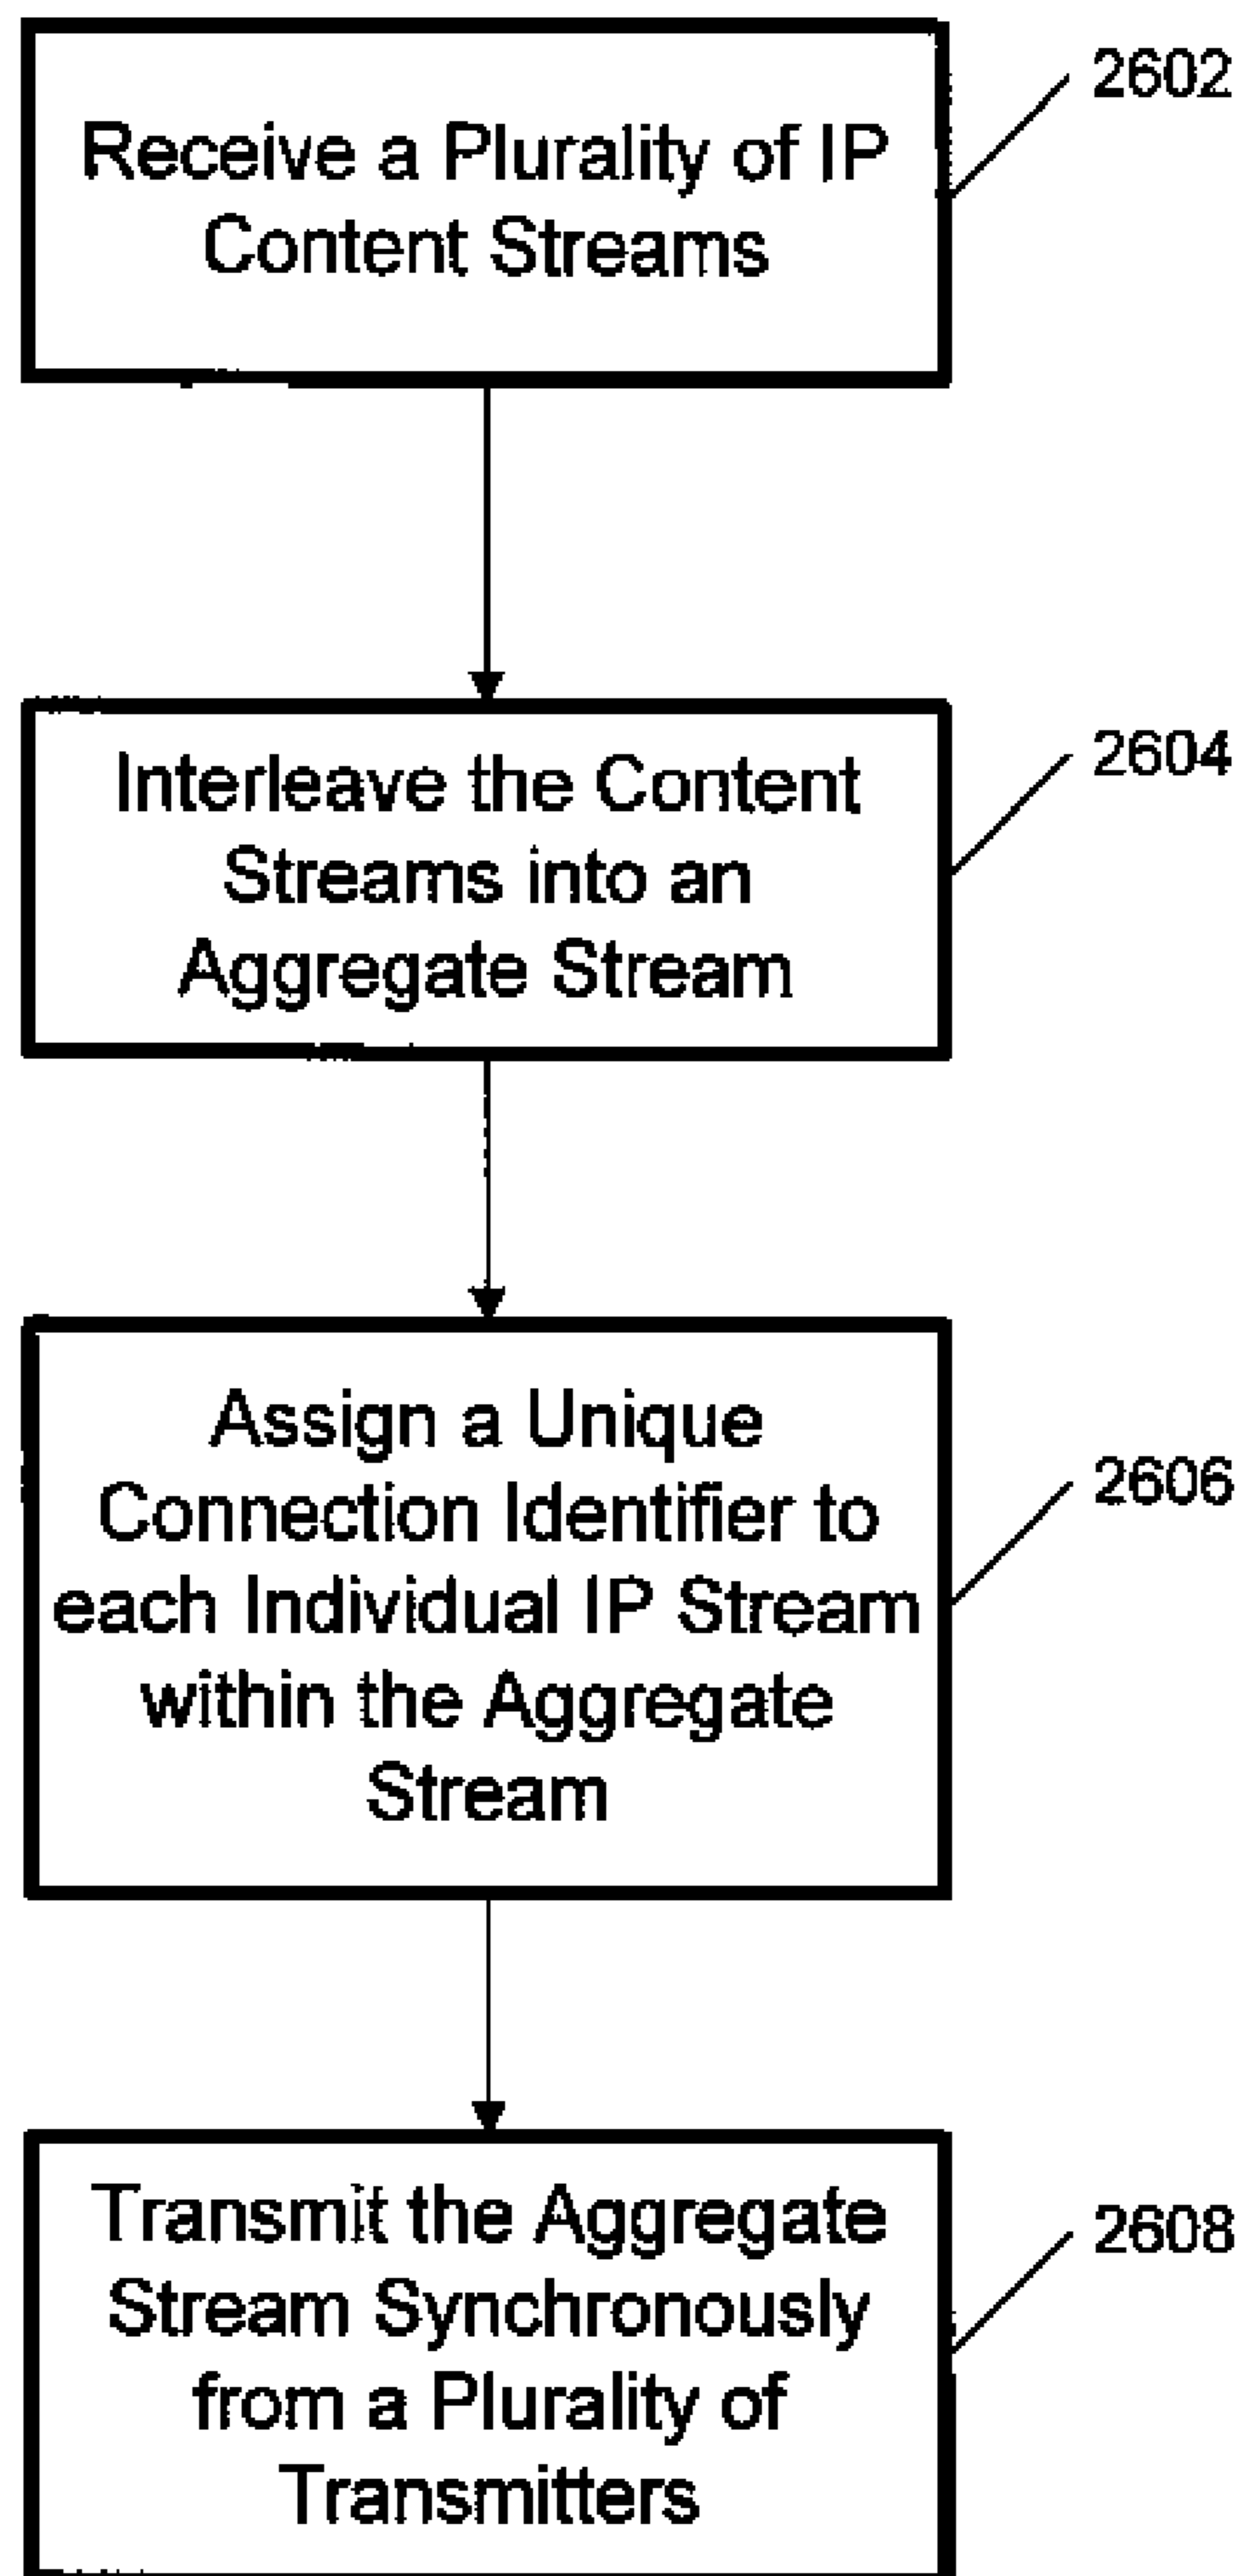 Receive a Plurality of IP
Content Streams
2602
Interleave the Content
Streams into an
Aggregate Stream
2604
Assign a Unique
Connection Identifier to
each Individual IP Stream
within the Aggregate
Stream
2606
Transmit the Aggregate
Stream Synchronously
from a Plurality of
Transmitters
2608